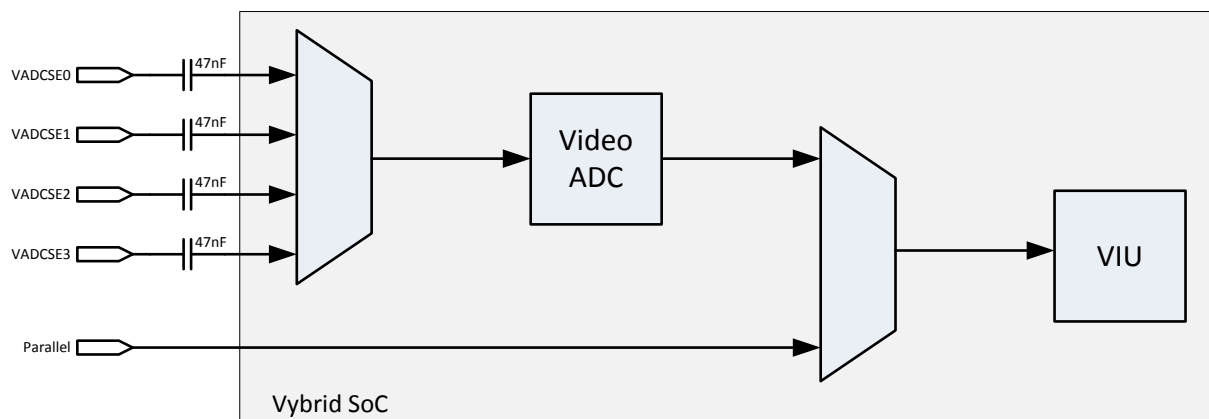 VADCSE0
47nF
VADCSE1
47nF
VADCSE2
47nF
VADCSE3
47nF
Video
ADC
VIU
Parallel
Vybrid SoC